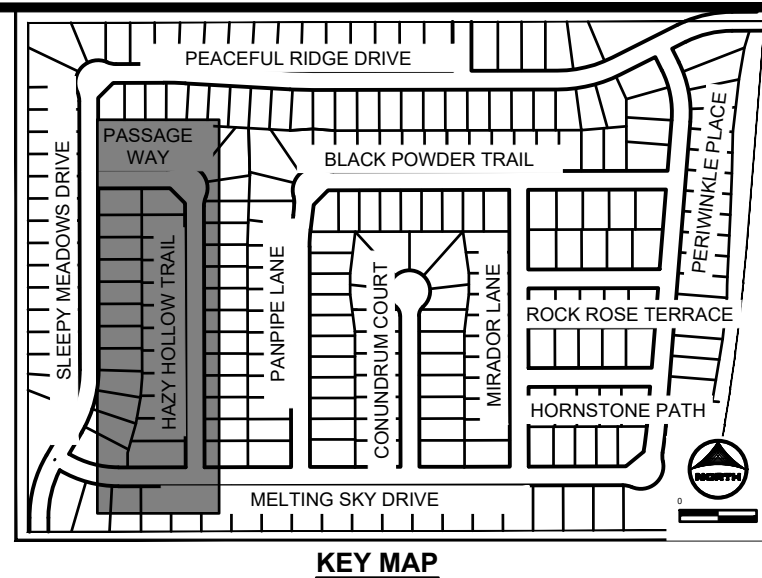 PEACEFUL RIDGE DRIVE
PASSAGE
WAY
BLACK POWDER TRAIL
SLEEPY MEADOWS DRIVE
HAZY HOLLOW TRAIL
PANPIPE LANE
CONUNDRUM COURT
MIRADOR LANE
PERIWINKLE PLACE
ROCK ROSE TERRACE
HORNSTONE PATH
MELTING SKY DRIVE
NORTH
0
KEY MAP